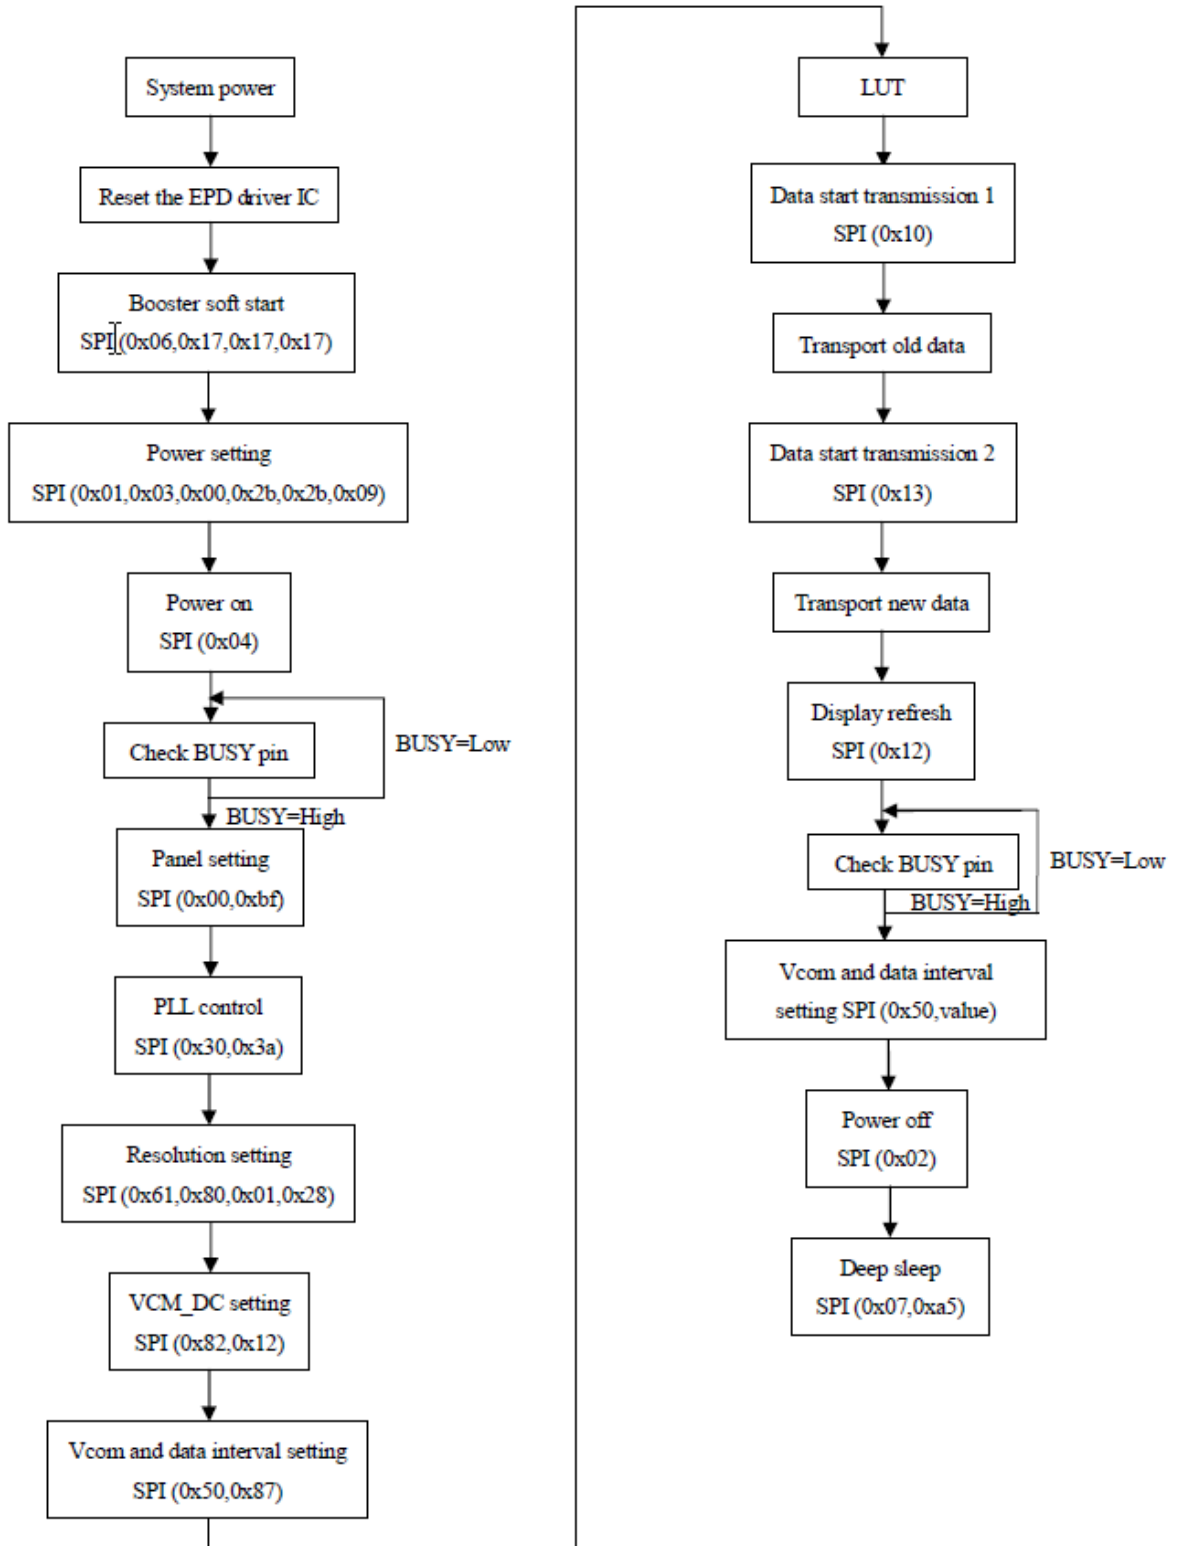 System power
Reset the EPD driver IC
Booster soft start
SPI (0x06,0x17,0x17,0x17)
Power setting
SPI (0x01,0x03,0x00,0x2b,0x2b,0x09)
Power on
SPI (0x04)
Check BUSY pin
BUSY=Low
BUSY=High
Panel setting
SPI (0x00,0xbf)
PLL control
SPI (0x30,0x3a)
Resolution setting
SPI (0x61,0x80,0x01,0x28)
VCM_DC setting
SPI (0x82,0x12)
Vcom and data interval setting
SPI (0x50,0x87)
LUT
Data start transmission 1
SPI (0x10)
Transport old data
Data start transmission 2
SPI (0x13)
Transport new data
Display refresh
SPI (0x12)
Check BUSY pin
BUSY=Low
BUSY=High
Vcom and data interval
setting SPI (0x50,value)
Power off
SPI (0x02)
Deep sleep
SPI (0x07,0xa5)